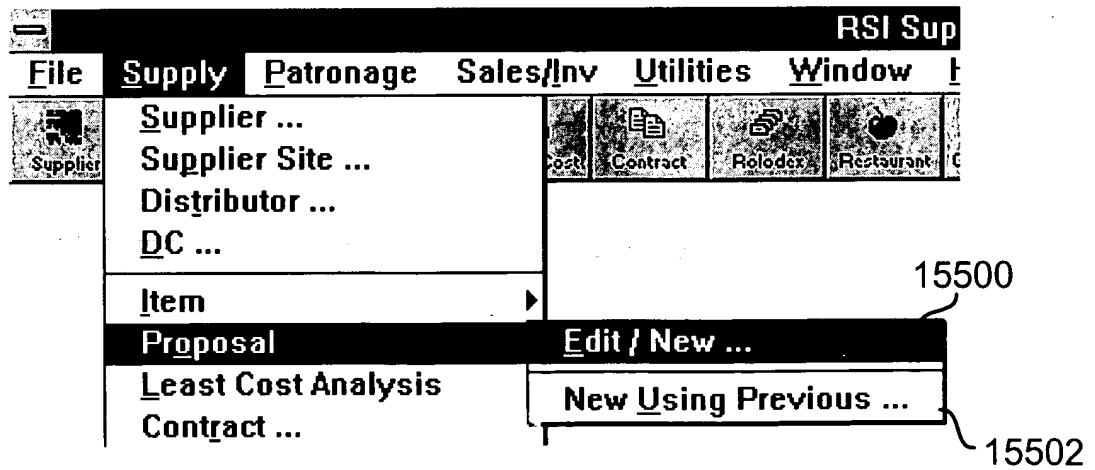 RSI Sup
File Supply Patronage Sales/Inv Utilities Window H
Supplier Cost Contract Rolodex Restaurant
Supplier ...
Supplier Site ...
Distributor ...
DC ...
Item
Proposal
Least Cost Analysis
Contract ...
15500
Edit / New ...
New Using Previous ...
15502